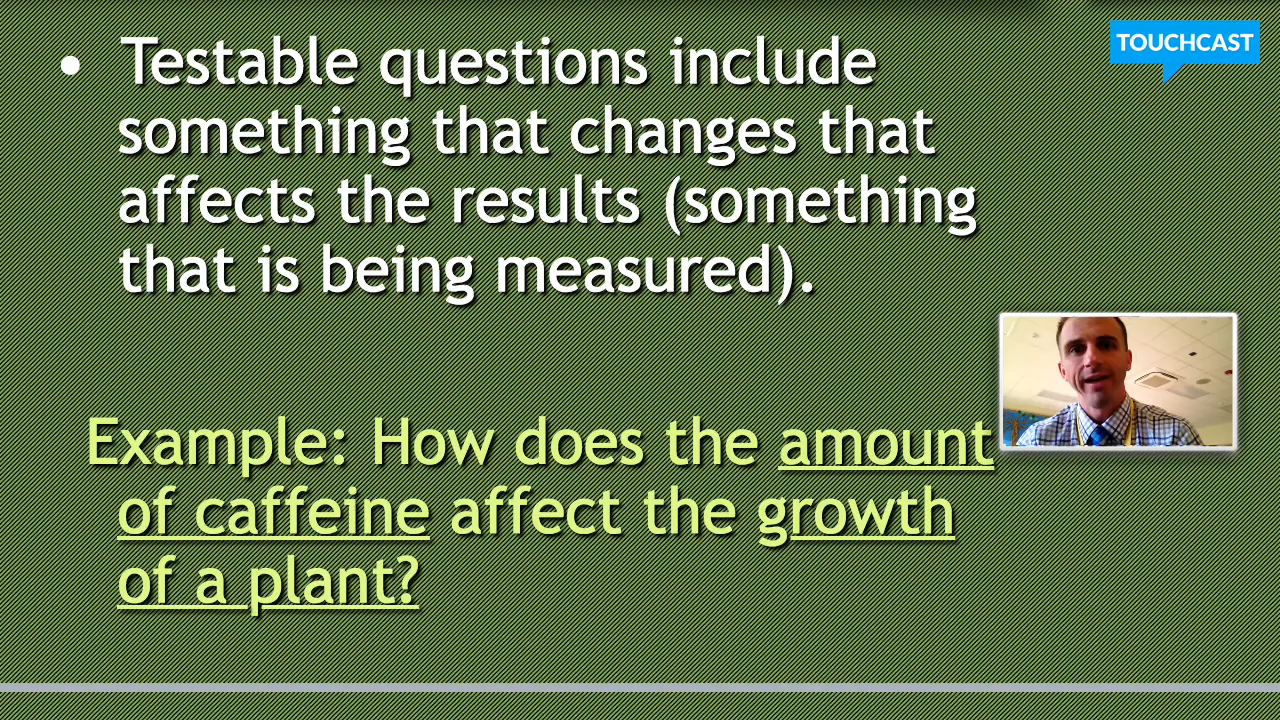 • Testable questions include
something that changes that
affects the results (something
that is being measured).
Example: How does the amount
of caffeine affect the growth
of a plant?
TOUCHCAST